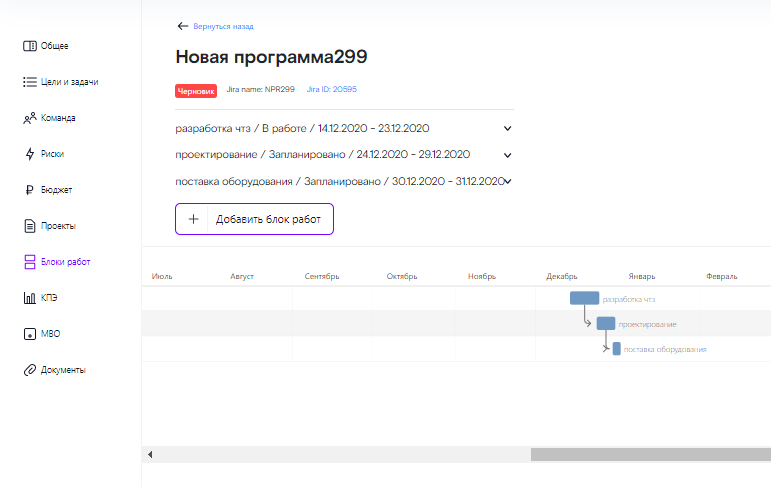 Вернуться назад
Общее
Новая программа299
Цели и задачи
Черновик Jira name: NPR299 Jira ID: 20595
Команда
разработка чтз / В работе / 14.12.2020 - 23.12.2020
Риски
проектирование / Запланировано / 24.12.2020 - 29.12.2020
Бюджет
поставка оборудования / Запланировано / 30.12.2020 - 31.12.2020
Проекты
+ Добавить блок работ
Блоки работ
Июль Август Сентябрь Октябрь Ноябрь Декабрь Январь Февраль
КПЭ
разработка чтз
проектирование
МВО
поставка оборудования
Документы